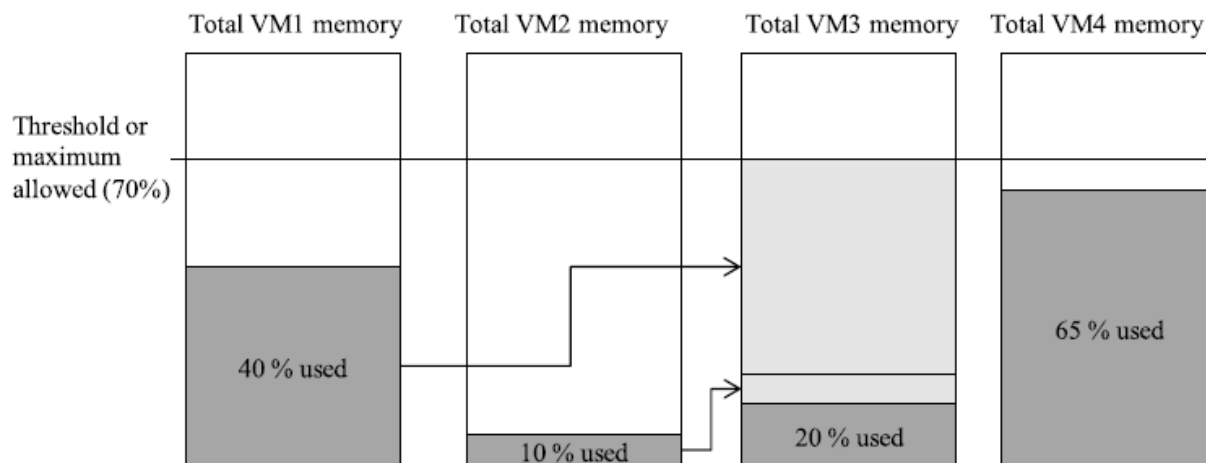 Total VM1 memory
Total VM2 memory
Total VM3 memory
Total VM4 memory
Threshold or
maximum
allowed (70%)
40 % used
10 % used
20 % used
65 % used